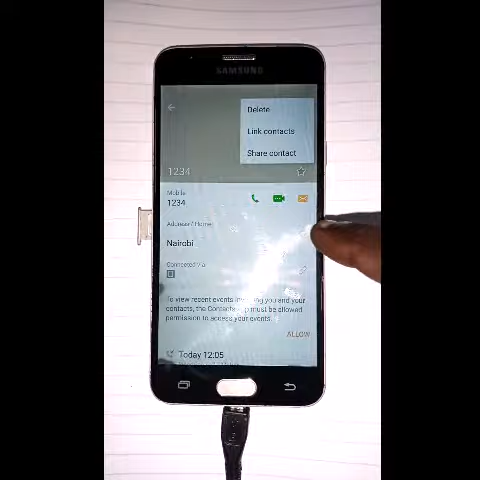 SAMSUNG
Delete
Link contacts
Share contact
1234
Mobile
1234
Address / Home
Nairobi
Connected via
To view recent events involving you and your
contacts, the Contacts app must be allowed
permission to access your events.
ALLOW
Today 12:05